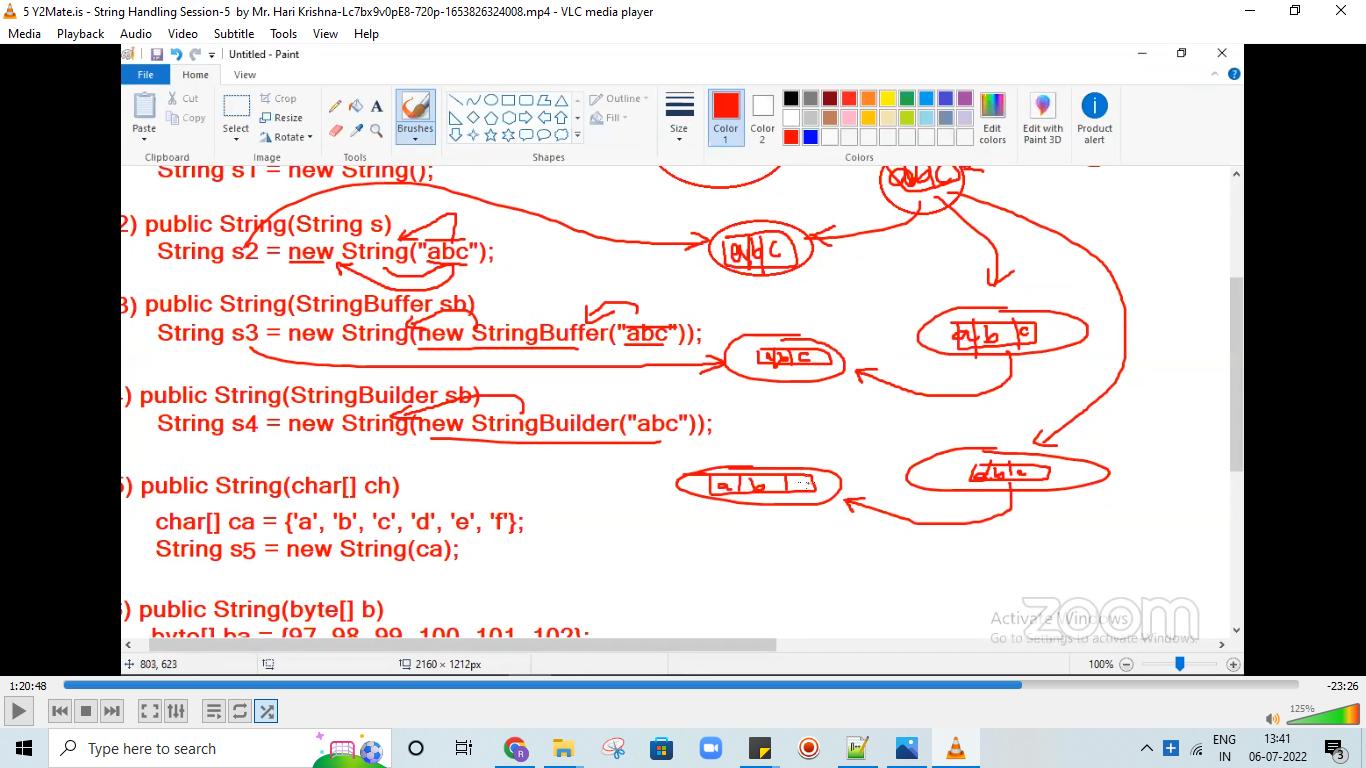 5 Y2Mate.is - String Handling Session-5 by Mr. Hari Krishna-Lc7bx9v0pE8-720p-1653826324008.mp4 - VLC media player
Media Playback Audio Video Subtitle Tools View Help
Untitled - Paint
File Home View
Paste Cut Copy
Select Crop Resize Rotate
Brushes
Outline
Fill
Size
Color 1
Color 2
Edit colors
Edit with Paint 3D
Product alert
Clipboard Image Tools Shapes Colors
String s1 = new String();
a b c
2) public String(String s)
String s2 = new String("abc");
a b c
3) public String(StringBuffer sb)
String s3 = new String(new StringBuffer("abc"));
a b c
a b c
) public String(StringBuilder sb)
String s4 = new String(new StringBuilder("abc"));
a b c
a b
5) public String(char[] ch)
char[] ca = {'a', 'b', 'c', 'd', 'e', 'f'};
String s5 = new String(ca);
6) public String(byte[] b)
byte[] ba = {97, 98, 99, 100, 101, 102};
zoom
Activate Windows
Go to Settings to activate Windows.
803, 623
2160 × 1212px
100%
1:20:48
-23:26
125%
Type here to search
ENG
IN
13:41
06-07-2022
3